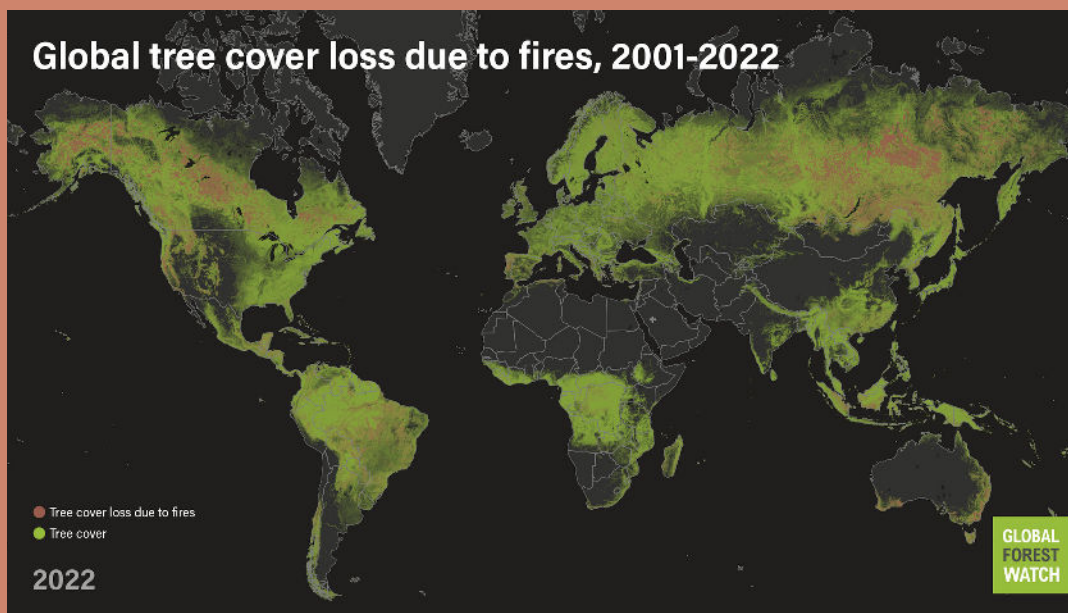 Global tree cover loss due to fires, 2001-2022
Tree cover loss due to fires
Tree cover
2022
GLOBAL
FOREST
WATCH